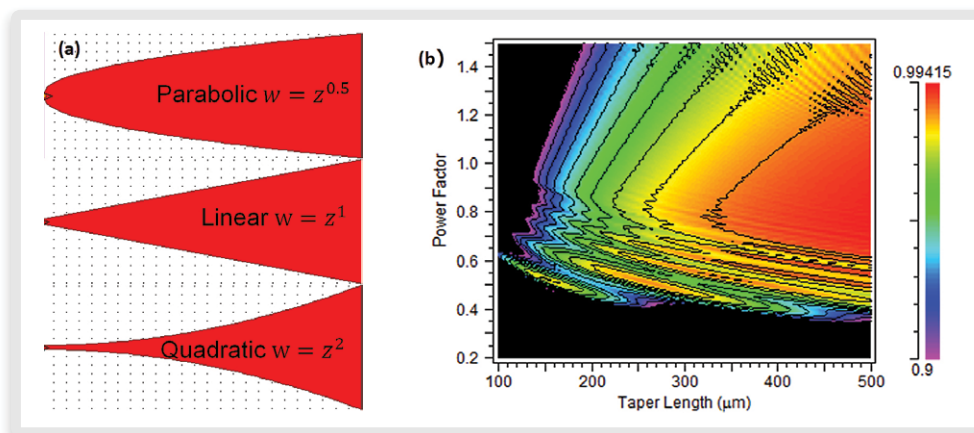 (a)
Parabolic w = z^0.5
Linear w = z^1
Quadratic w = z^2
(b)
Power Factor
1.4
1.2
1.0
0.8
0.6
0.4
0.2
100
200
300
400
500
Taper Length (μm)
0.99415
0.9